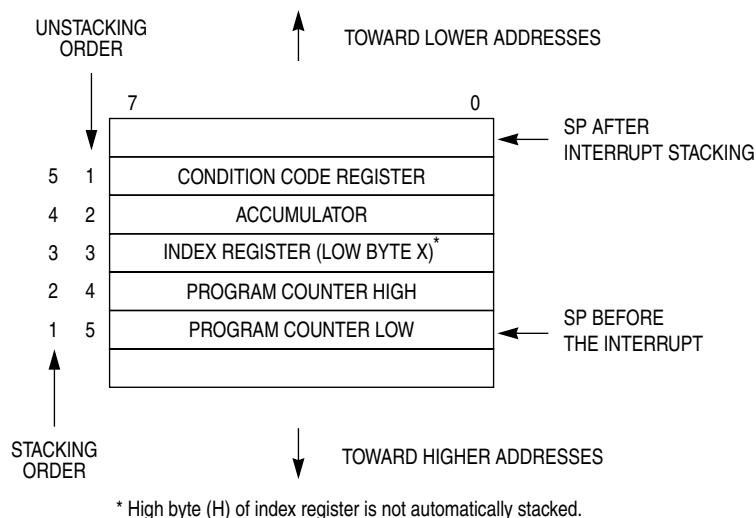 UNSTACKING
ORDER
TOWARD LOWER ADDRESSES
7 0
SP AFTER
INTERRUPT STACKING
5 1 CONDITION CODE REGISTER
4 2 ACCUMULATOR
3 3 INDEX REGISTER (LOW BYTE X)*
2 4 PROGRAM COUNTER HIGH
1 5 PROGRAM COUNTER LOW
SP BEFORE
THE INTERRUPT
STACKING
ORDER
TOWARD HIGHER ADDRESSES
* High byte (H) of index register is not automatically stacked.